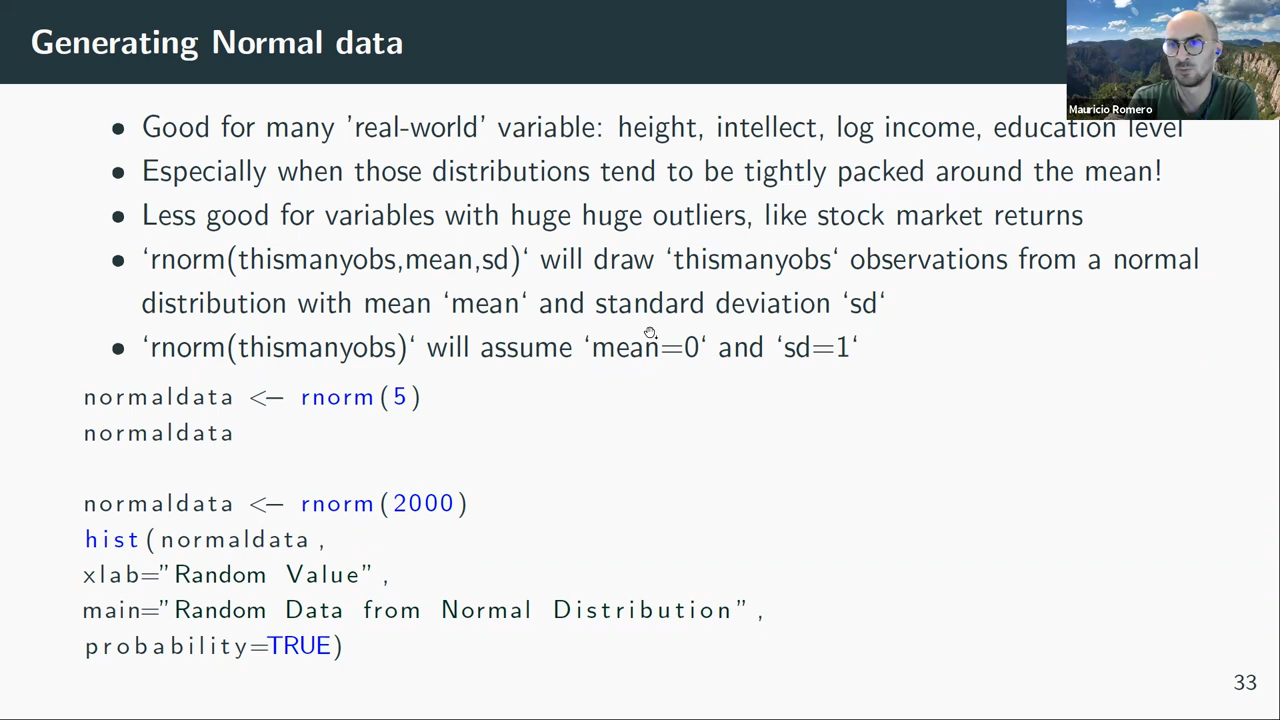 Generating Normal data
Mauricio Romero
• Good for many 'real-world' variable: height, intellect, log income, education level
• Especially when those distributions tend to be tightly packed around the mean!
• Less good for variables with huge huge outliers, like stock market returns
• ‘rnorm(thismanyobs,mean,sd)‘ will draw ‘thismanyobs‘ observations from a normal
distribution with mean ‘mean‘ and standard deviation ‘sd‘
• ‘rnorm(thismanyobs)‘ will assume ‘mean=0‘ and ‘sd=1‘
normaldata <- rnorm(5)
normaldata
normaldata <- rnorm(2000)
hist(normaldata,
xlab="Random Value",
main="Random Data from Normal Distribution",
probability=TRUE)
33